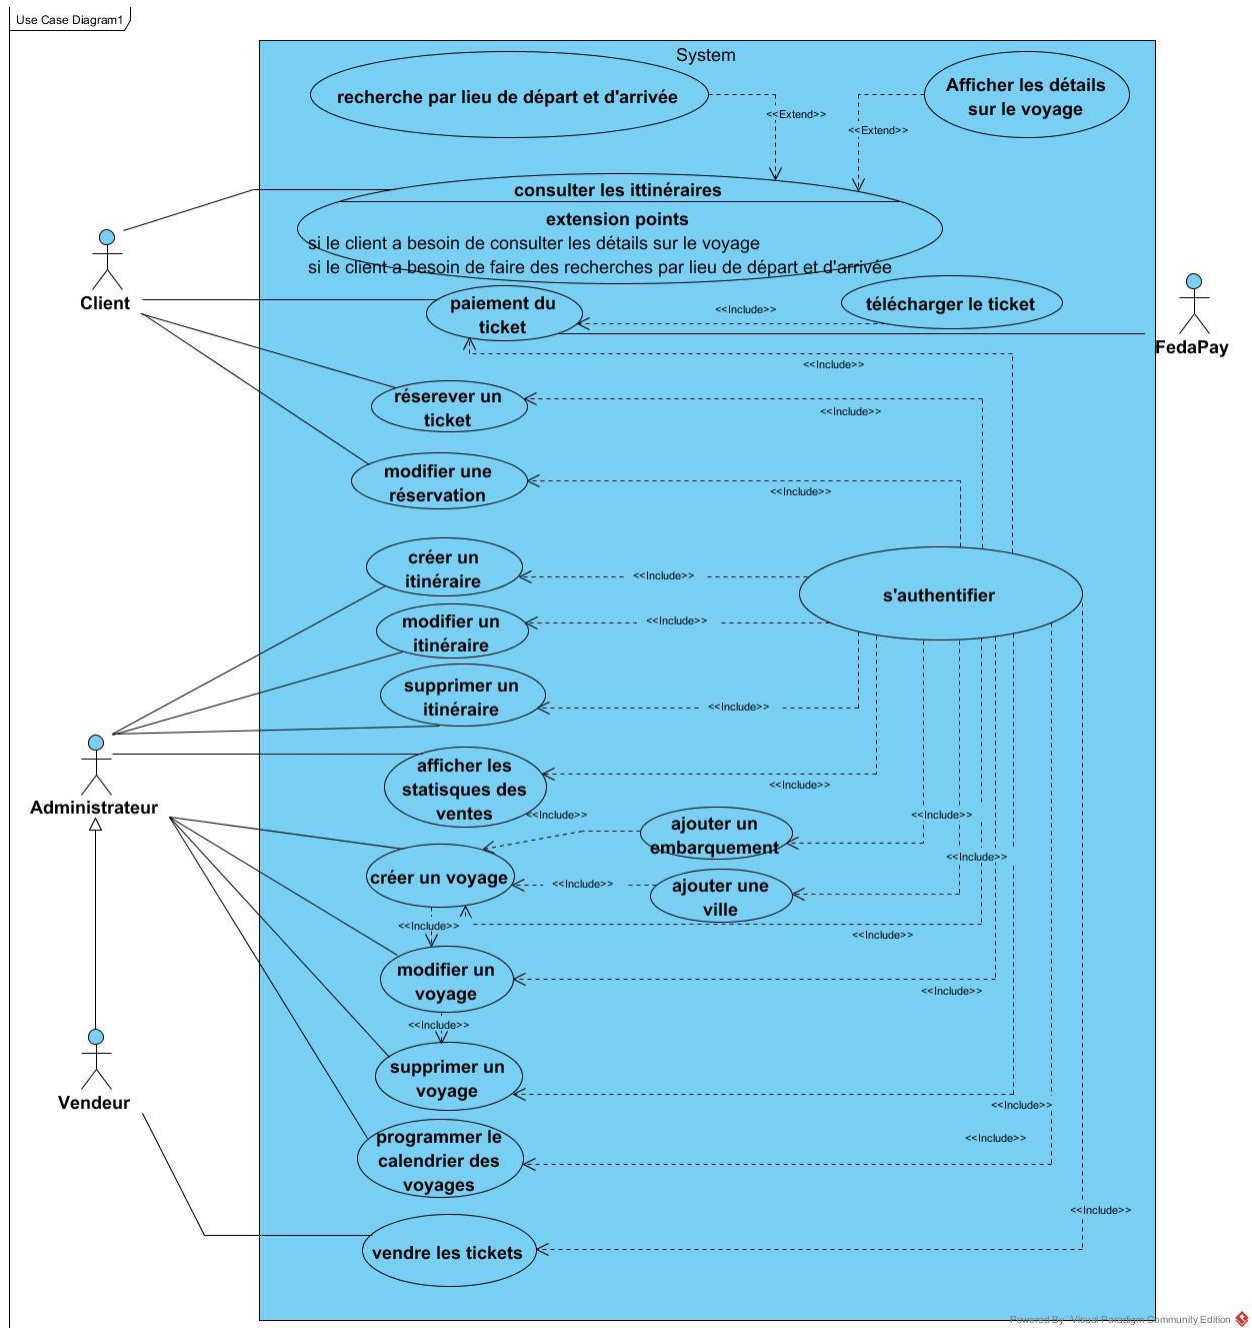 Use Case Diagram1
System
recherche par lieu de départ et d'arrivée
Afficher les détails
sur le voyage
<<Extend>>
<<Extend>>
consulter les ittinéraires
extension points
si le client a besoin de consulter les détails sur le voyage
si le client a besoin de faire des recherches par lieu de départ et d'arrivée
Client
paiement du
ticket
<<Include>>
télécharger le ticket
FedaPay
<<Include>>
réserever un
ticket
<<Include>>
modifier une
réservation
<<Include>>
créer un
itinéraire
<<Include>>
s'authentifier
modifier un
itinéraire
<<Include>>
supprimer un
itinéraire
<<Include>>
Administrateur
afficher les
statisques des
ventes
<<Include>>
<<Include>>
ajouter un
embarquement
<<Include>>
<<Include>>
créer un voyage
<<Include>>
ajouter une
ville
<<Include>>
<<Include>>
modifier un
voyage
<<Include>>
<<Include>>
supprimer un
voyage
<<Include>>
Vendeur
programmer le
calendrier des
voyages
<<Include>>
<<Include>>
vendre les tickets
Powered By Visual Paradigm Community Edition